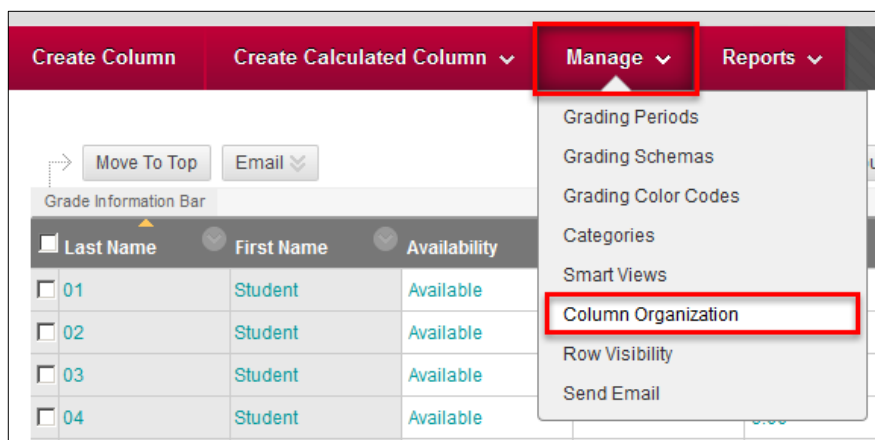 Create Column Create Calculated Column Manage Reports
Grading Periods
Move To Top Email Grading Schemas
Grade Information Bar Grading Color Codes
Last Name First Name Availability Categories
01 Student Available Smart Views
Column Organization
02 Student Available
03 Student Available Row Visibility
04 Student Available Send Email